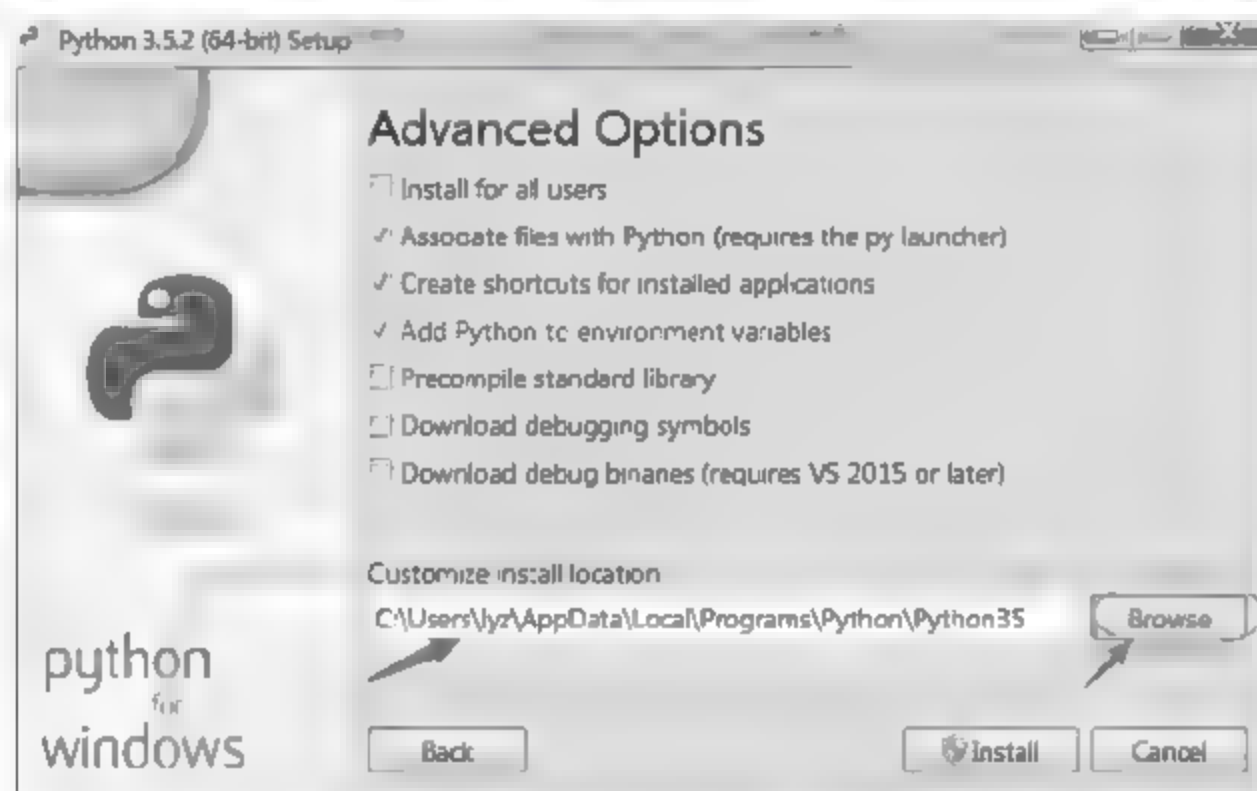 Python 3.5.2 (64-bit) Setup
Advanced Options
Install for all users
Associate files with Python (requires the py launcher)
Create shortcuts for installed applications
Add Python to environment variables
Precompile standard library
Download debugging symbols
Download debug binaries (requires VS 2015 or later)
Customize install location
C:\Users\lyz\AppData\Local\Programs\Python\Python35
Browse
python
for
windows
Back
Install
Cancel